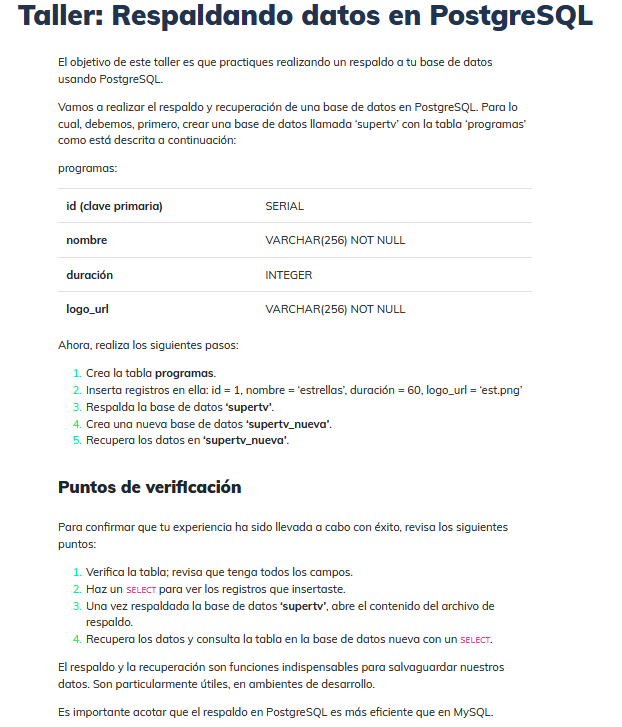 Taller: Respaldando datos en PostgreSQL
El objetivo de este taller es que practiques realizando un respaldo a tu base de datos
usando PostgreSQL.
Vamos a realizar el respaldo y recuperación de una base de datos en PostgreSQL. Para lo
cual, debemos, primero, crear una base de datos llamada ‘supertv’ con la tabla ‘programas’
como está descrita a continuación:
programas:
id (clave primaria) SERIAL
nombre VARCHAR(256) NOT NULL
duración INTEGER
logo_url VARCHAR(256) NOT NULL
Ahora, realiza los siguientes pasos:
1. Crea la tabla programas.
2. Inserta registros en ella: id = 1, nombre = ‘estrellas’, duración = 60, logo_url = ‘est.png’
3. Respalda la base de datos ‘supertv’.
4. Crea una nueva base de datos ‘supertv_nueva’.
5. Recupera los datos en ‘supertv_nueva’.
Puntos de verificación
Para confirmar que tu experiencia ha sido llevada a cabo con éxito, revisa los siguientes
puntos:
1. Verifica la tabla; revisa que tenga todos los campos.
2. Haz un SELECT para ver los registros que insertaste.
3. Una vez respaldada la base de datos ‘supertv’, abre el contenido del archivo de
respaldo.
4. Recupera los datos y consulta la tabla en la base de datos nueva con un SELECT.
El respaldo y la recuperación son funciones indispensables para salvaguardar nuestros
datos. Son particularmente útiles, en ambientes de desarrollo.
Es importante acotar que el respaldo en PostgreSQL es más eficiente que en MySQL.